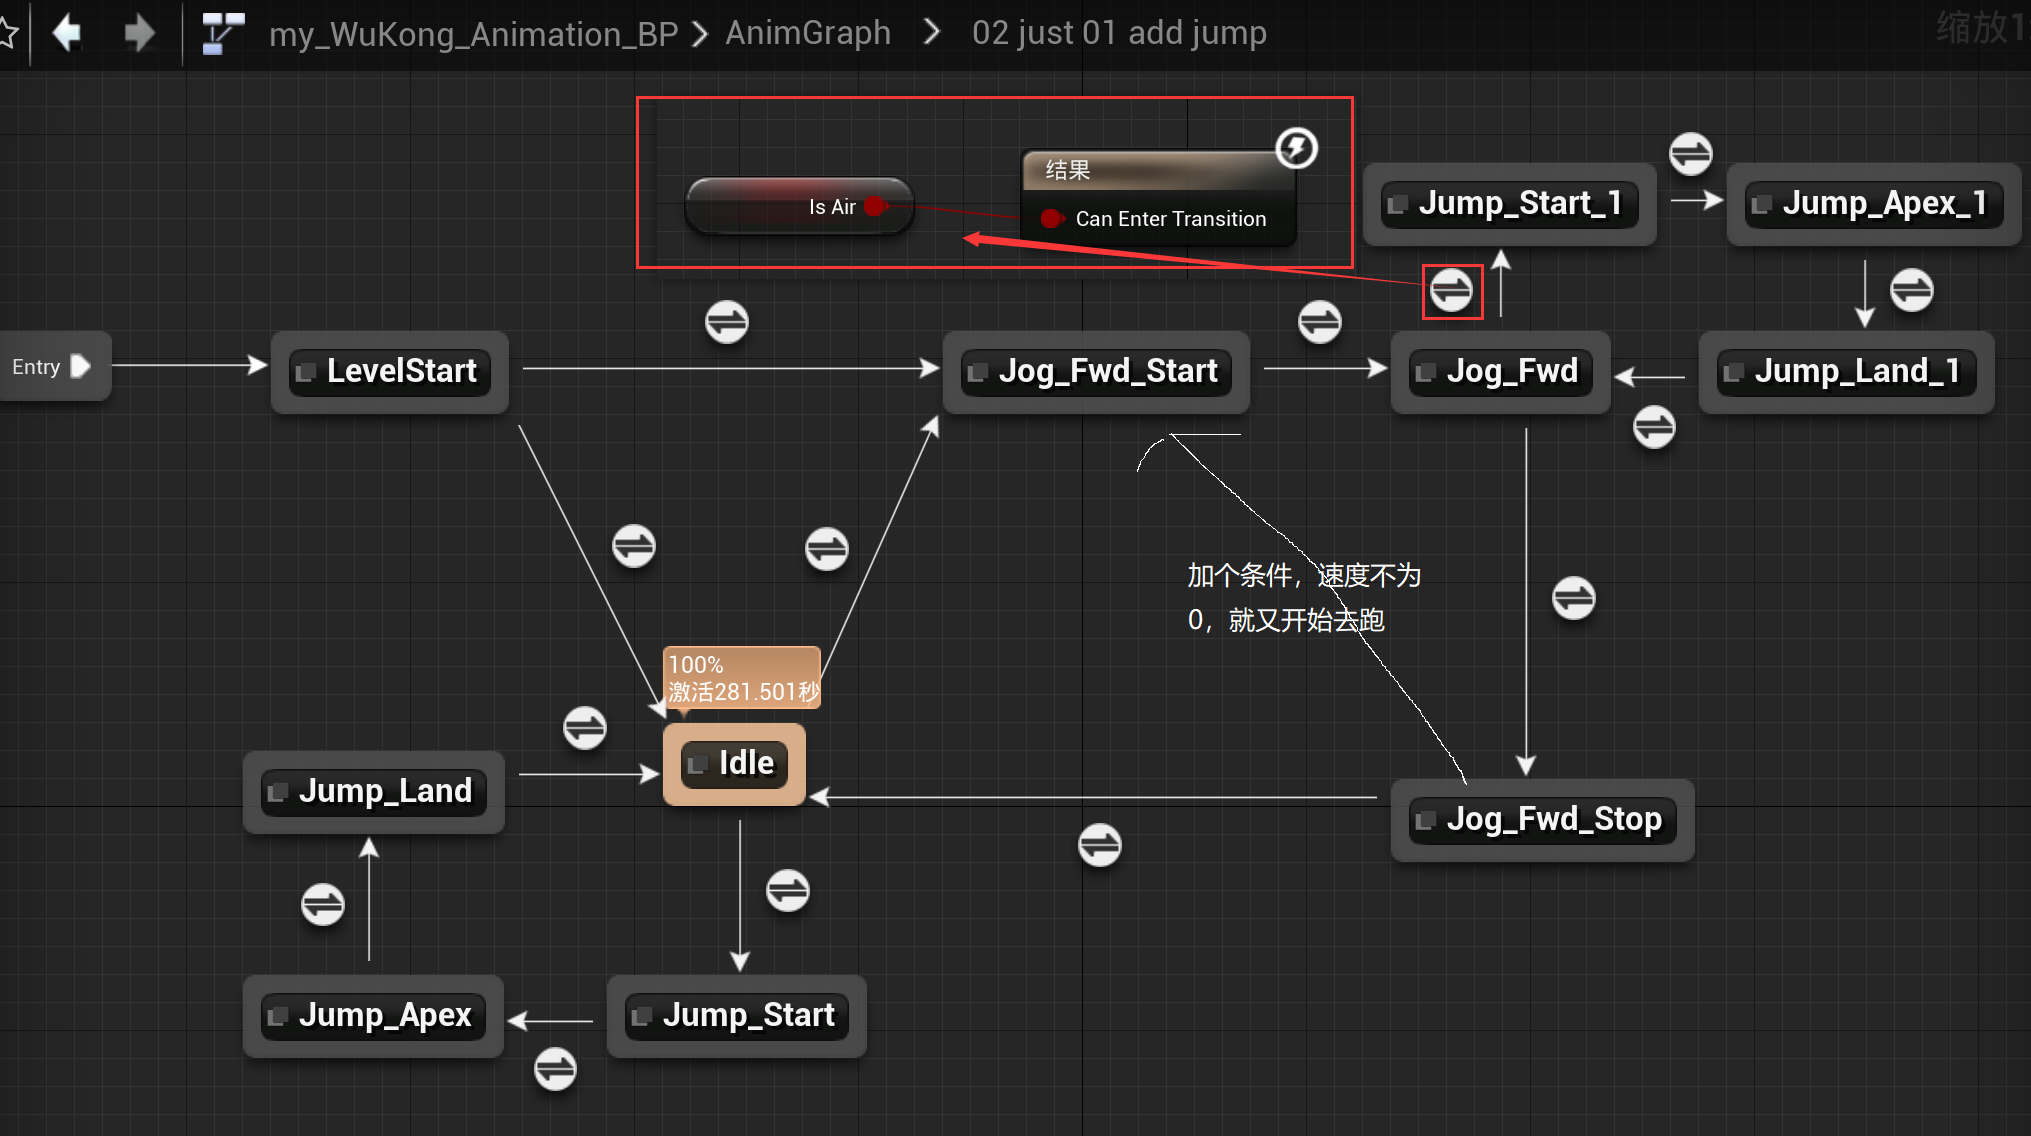 my_WuKong_Animation_BP > AnimGraph > 02 just 01 add jump
缩放1
结果
Is Air
Can Enter Transition
Jump_Start_1
Jump_Apex_1
Entry
LevelStart
Jog_Fwd_Start
Jog_Fwd
Jump_Land_1
加个条件，速度不为
0，就又开始去跑
100%
激活281.501秒
Idle
Jump_Land
Jog_Fwd_Stop
Jump_Apex
Jump_Start